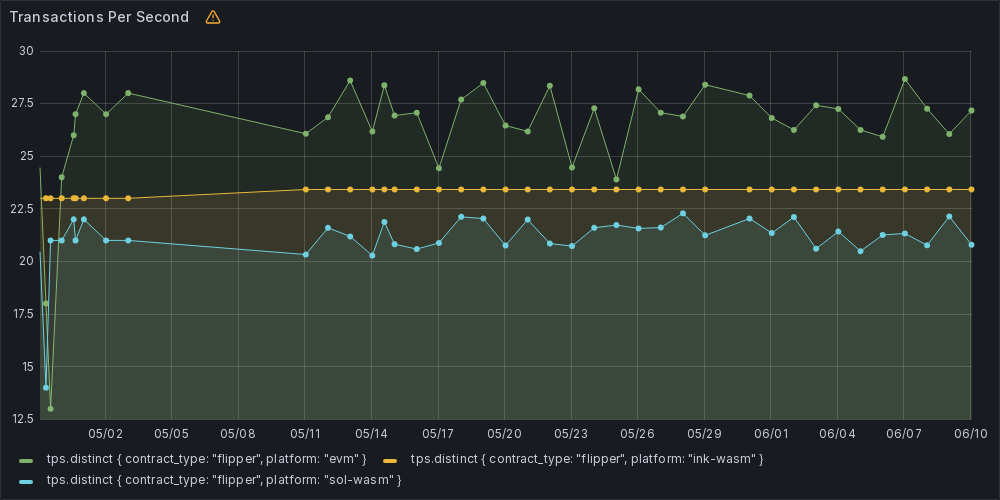 Transactions Per Second
30
27.5
25
22.5
20
17.5
15
12.5
05/02 05/05 05/08 05/11 05/14 05/17 05/20 05/23 05/26 05/29 06/01 06/04 06/07 06/10
tps.distinct { contract_type: "flipper", platform: "evm" } tps.distinct { contract_type: "flipper", platform: "ink-wasm" }
tps.distinct { contract_type: "flipper", platform: "sol-wasm" }